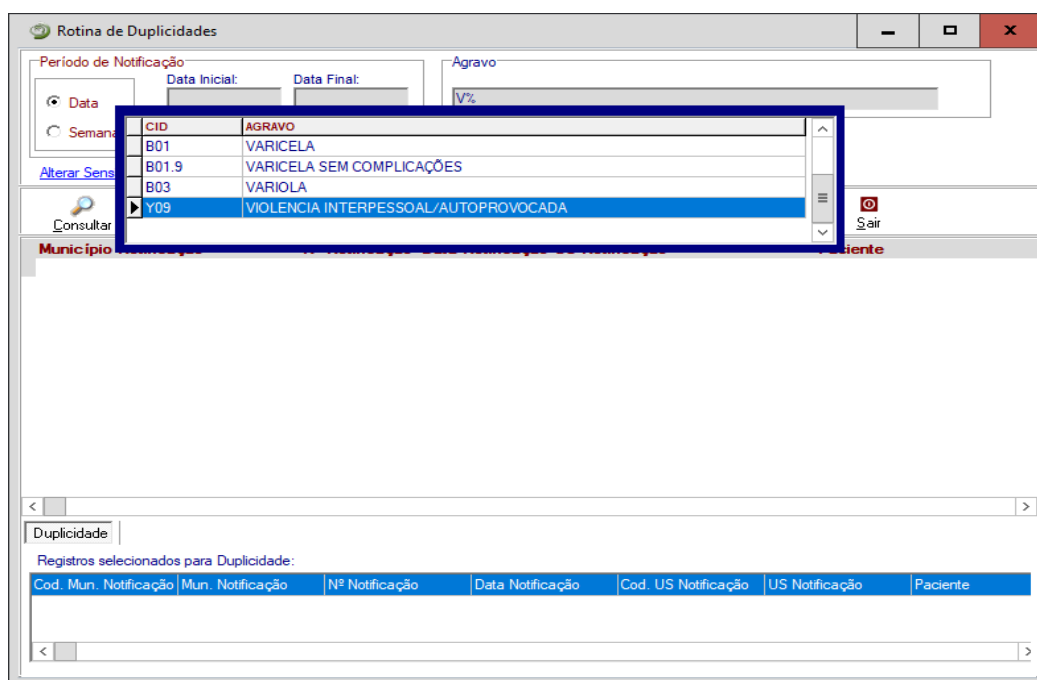 Rotina de Duplicidades
Período de Notificação
Agravo
Data Inicial: Data Final:
Data
V%
Semana
CID AGRAVO
B01 VARICELA
B01.9 VARICELA SEM COMPLICAÇÕES
B03 VARIOLA
Y09 VIOLENCIA INTERPESSOAL/AUTOPROVOCADA
Alterar Sens
Consultar
Sair
Município
Duplicidade
Registros selecionados para Duplicidade:
Cod. Mun. Notificação Mun. Notificação Nº Notificação Data Notificação Cod. US Notificação US Notificação Paciente